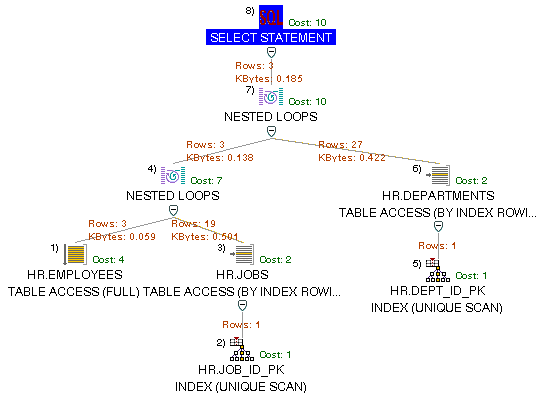 8)
SQL
Cost: 10
SELECT STATEMENT
Rows: 3
KBytes: 0.185
7)
Cost: 10
NESTED LOOPS
Rows: 3
Rows: 27
KBytes: 0.138
KBytes: 0.422
4)
Cost: 7
NESTED LOOPS
6)
Cost: 2
HR.DEPARTMENTS
TABLE ACCESS (BY INDEX ROWI...
Rows: 3
Rows: 19
KBytes: 0.059
KBytes: 0.501
1)
Cost: 4
HR.EMPLOYEES
TABLE ACCESS (FULL)
3)
Cost: 2
HR.JOBS
TABLE ACCESS (BY INDEX ROWI...
Rows: 1
5)
Cost: 1
HR.DEPT_ID_PK
INDEX (UNIQUE SCAN)
Rows: 1
2)
Cost: 1
HR.JOB_ID_PK
INDEX (UNIQUE SCAN)